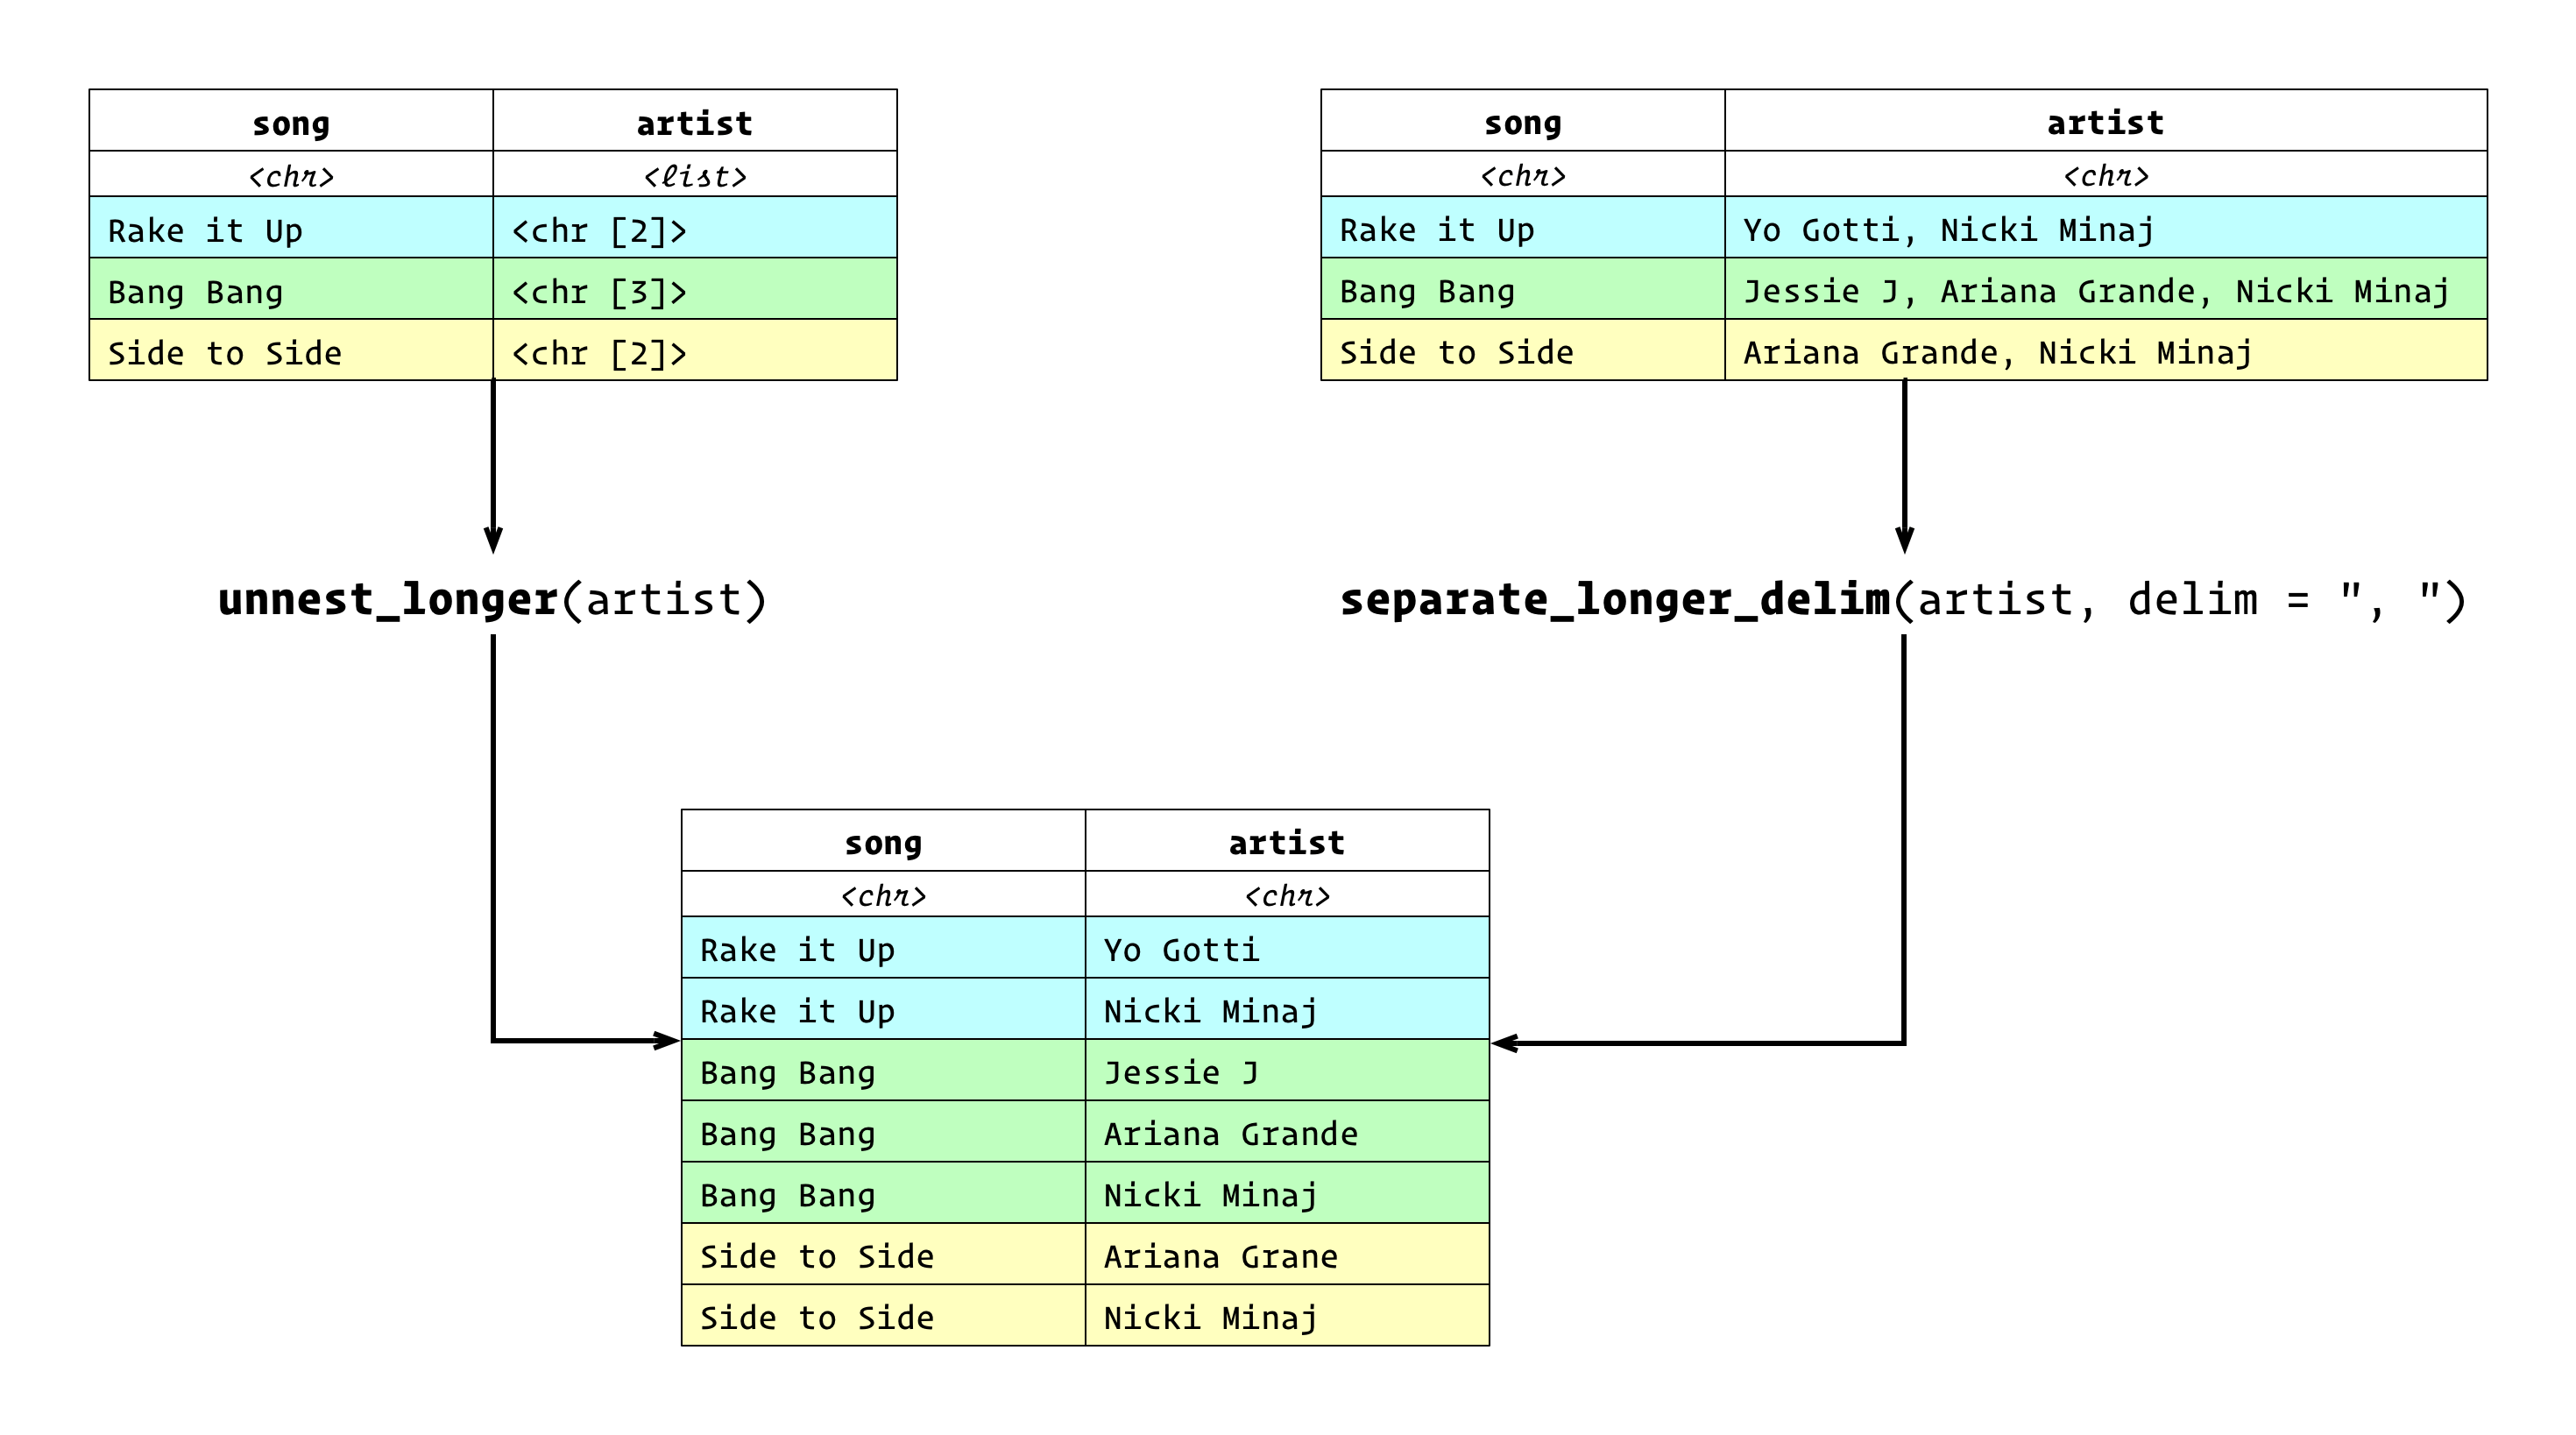 song artist
<chr> <list>
Rake it Up <chr [2]>
Bang Bang <chr [3]>
Side to Side <chr [2]>
song artist
<chr> <chr>
Rake it Up Yo Gotti, Nicki Minaj
Bang Bang Jessie J, Ariana Grande, Nicki Minaj
Side to Side Ariana Grande, Nicki Minaj
unnest_longer(artist)
separate_longer_delim(artist, delim = ", ")
song artist
<chr> <chr>
Rake it Up Yo Gotti
Rake it Up Nicki Minaj
Bang Bang Jessie J
Bang Bang Ariana Grande
Bang Bang Nicki Minaj
Side to Side Ariana Grane
Side to Side Nicki Minaj